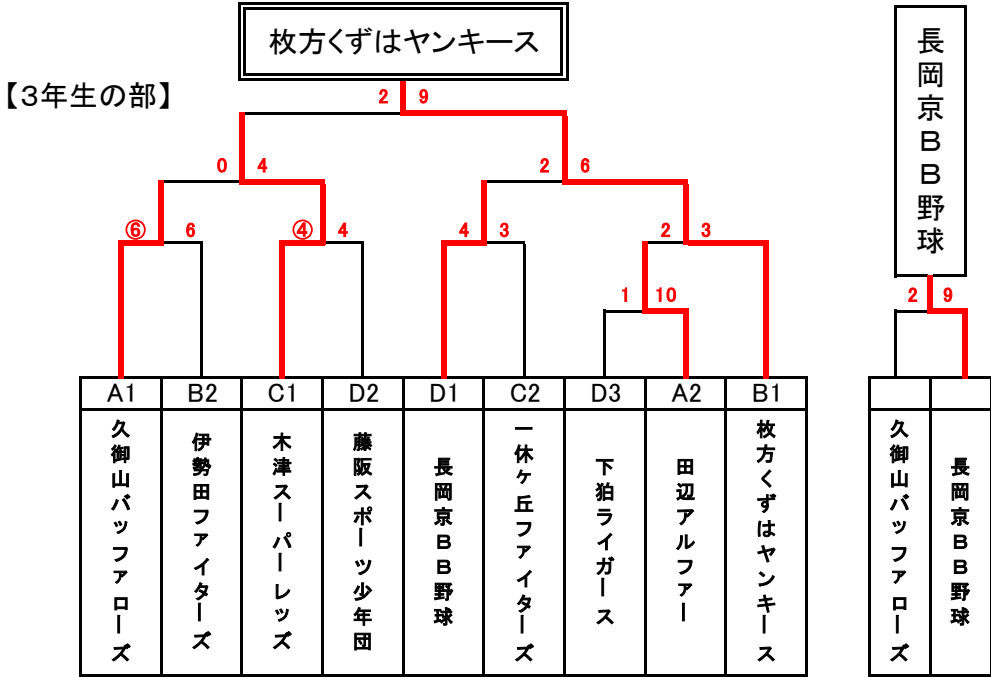 枚方くずはヤンキース
【3年生の部】
2 9
0 4
2 6
⑥ 6
④ 4
4 3
2 3
1 10
A1 B2 C1 D2 D1 C2 D3 A2 B1
久御山バッファローズ
伊勢田ファイターズ
木津スーパーレッズ
藤阪スポーツ少年団
長岡京BB野球
一休ケ丘ファイターズ
下狛ライガース
田辺アルファー
枚方くずはヤンキース
長岡京BB野球
2 9
久御山バッファローズ
長岡京BB野球